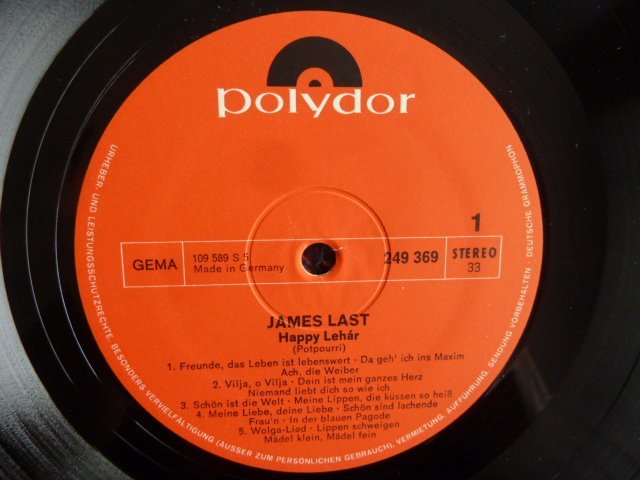 polydor
1
GEMA
109 589 S 5
Made in Germany
249 369
STEREO
33
JAMES LAST
Happy Lehár
(Potpourri)
1. Freunde, das Leben ist lebenswert · Da geh' ich ins Maxim
Ach, die Weiber
2. Vilja, o Vilja · Dein ist mein ganzes Herz
Niemand liebt dich so wie ich
3. Schön ist die Welt · Meine Lippen, die küssen so heiß
4. Meine Liebe, deine Liebe · Schön sind lachende
Frau'n · In der blauen Pagode
5. Wolga-Lied · Lippen schweigen
Mädel klein, Mädel fein
URHEBER- UND LEISTUNGSSCHUTZRECHTE, BESONDERS VERVIELFÄLTIGUNG (AUSSER ZUM PERSÖNLICHEN GEBRAUCH), VERMIETUNG, AUFFÜHRUNG, SENDUNG VORBEHALTEN · DEUTSCHE GRAMMOPHON